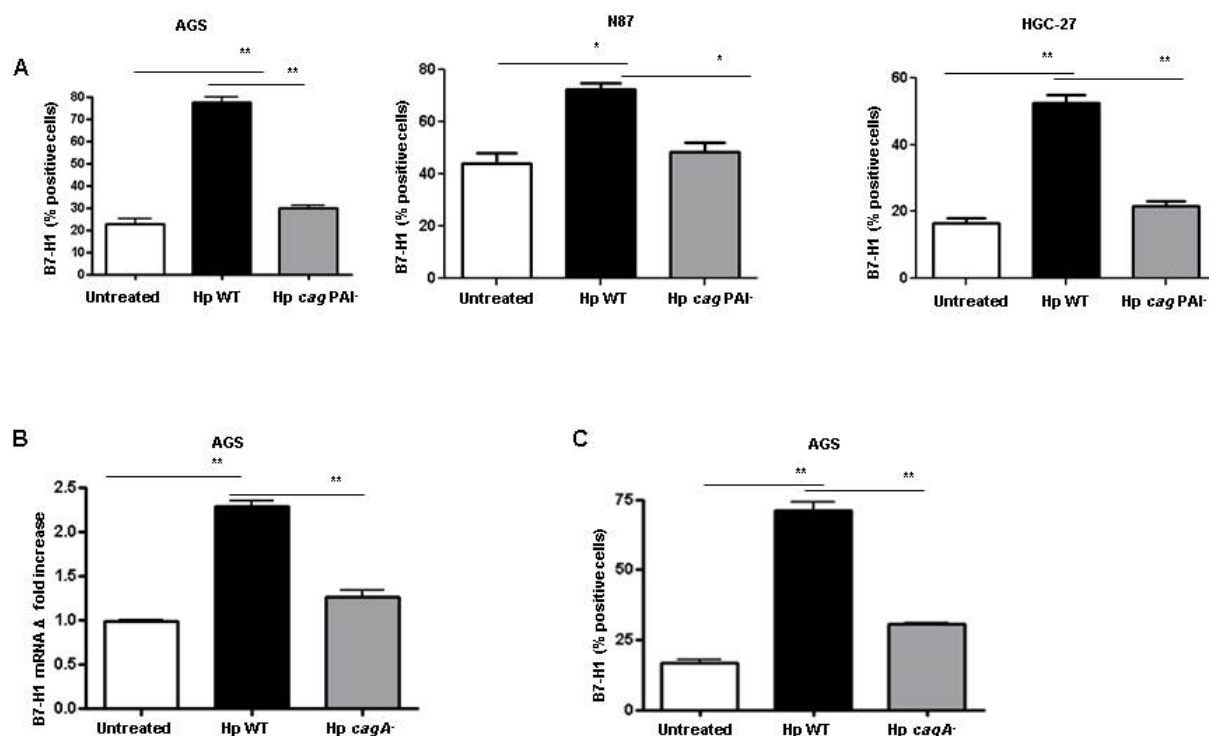 A
AGS
**
**
B7-H1 (% positive cells)
80
70
60
50
40
30
20
10
0
Untreated
Hp WT
Hp cag PAI-
N87
*
*
B7-H1 (% positive cells)
80
60
40
20
0
Untreated
Hp WT
Hp cag PAI-
HGC-27
**
**
B7-H1 (% positive cells)
60
40
20
0
Untreated
Hp WT
Hp cag PAI-
B
AGS
**
**
B7-H1 mRNA Δ fold increase
2.5
2.0
1.5
1.0
0.5
0.0
Untreated
Hp WT
Hp cagA-
C
AGS
**
**
B7-H1 (% positive cells)
75
50
25
0
Untreated
Hp WT
Hp cagA-